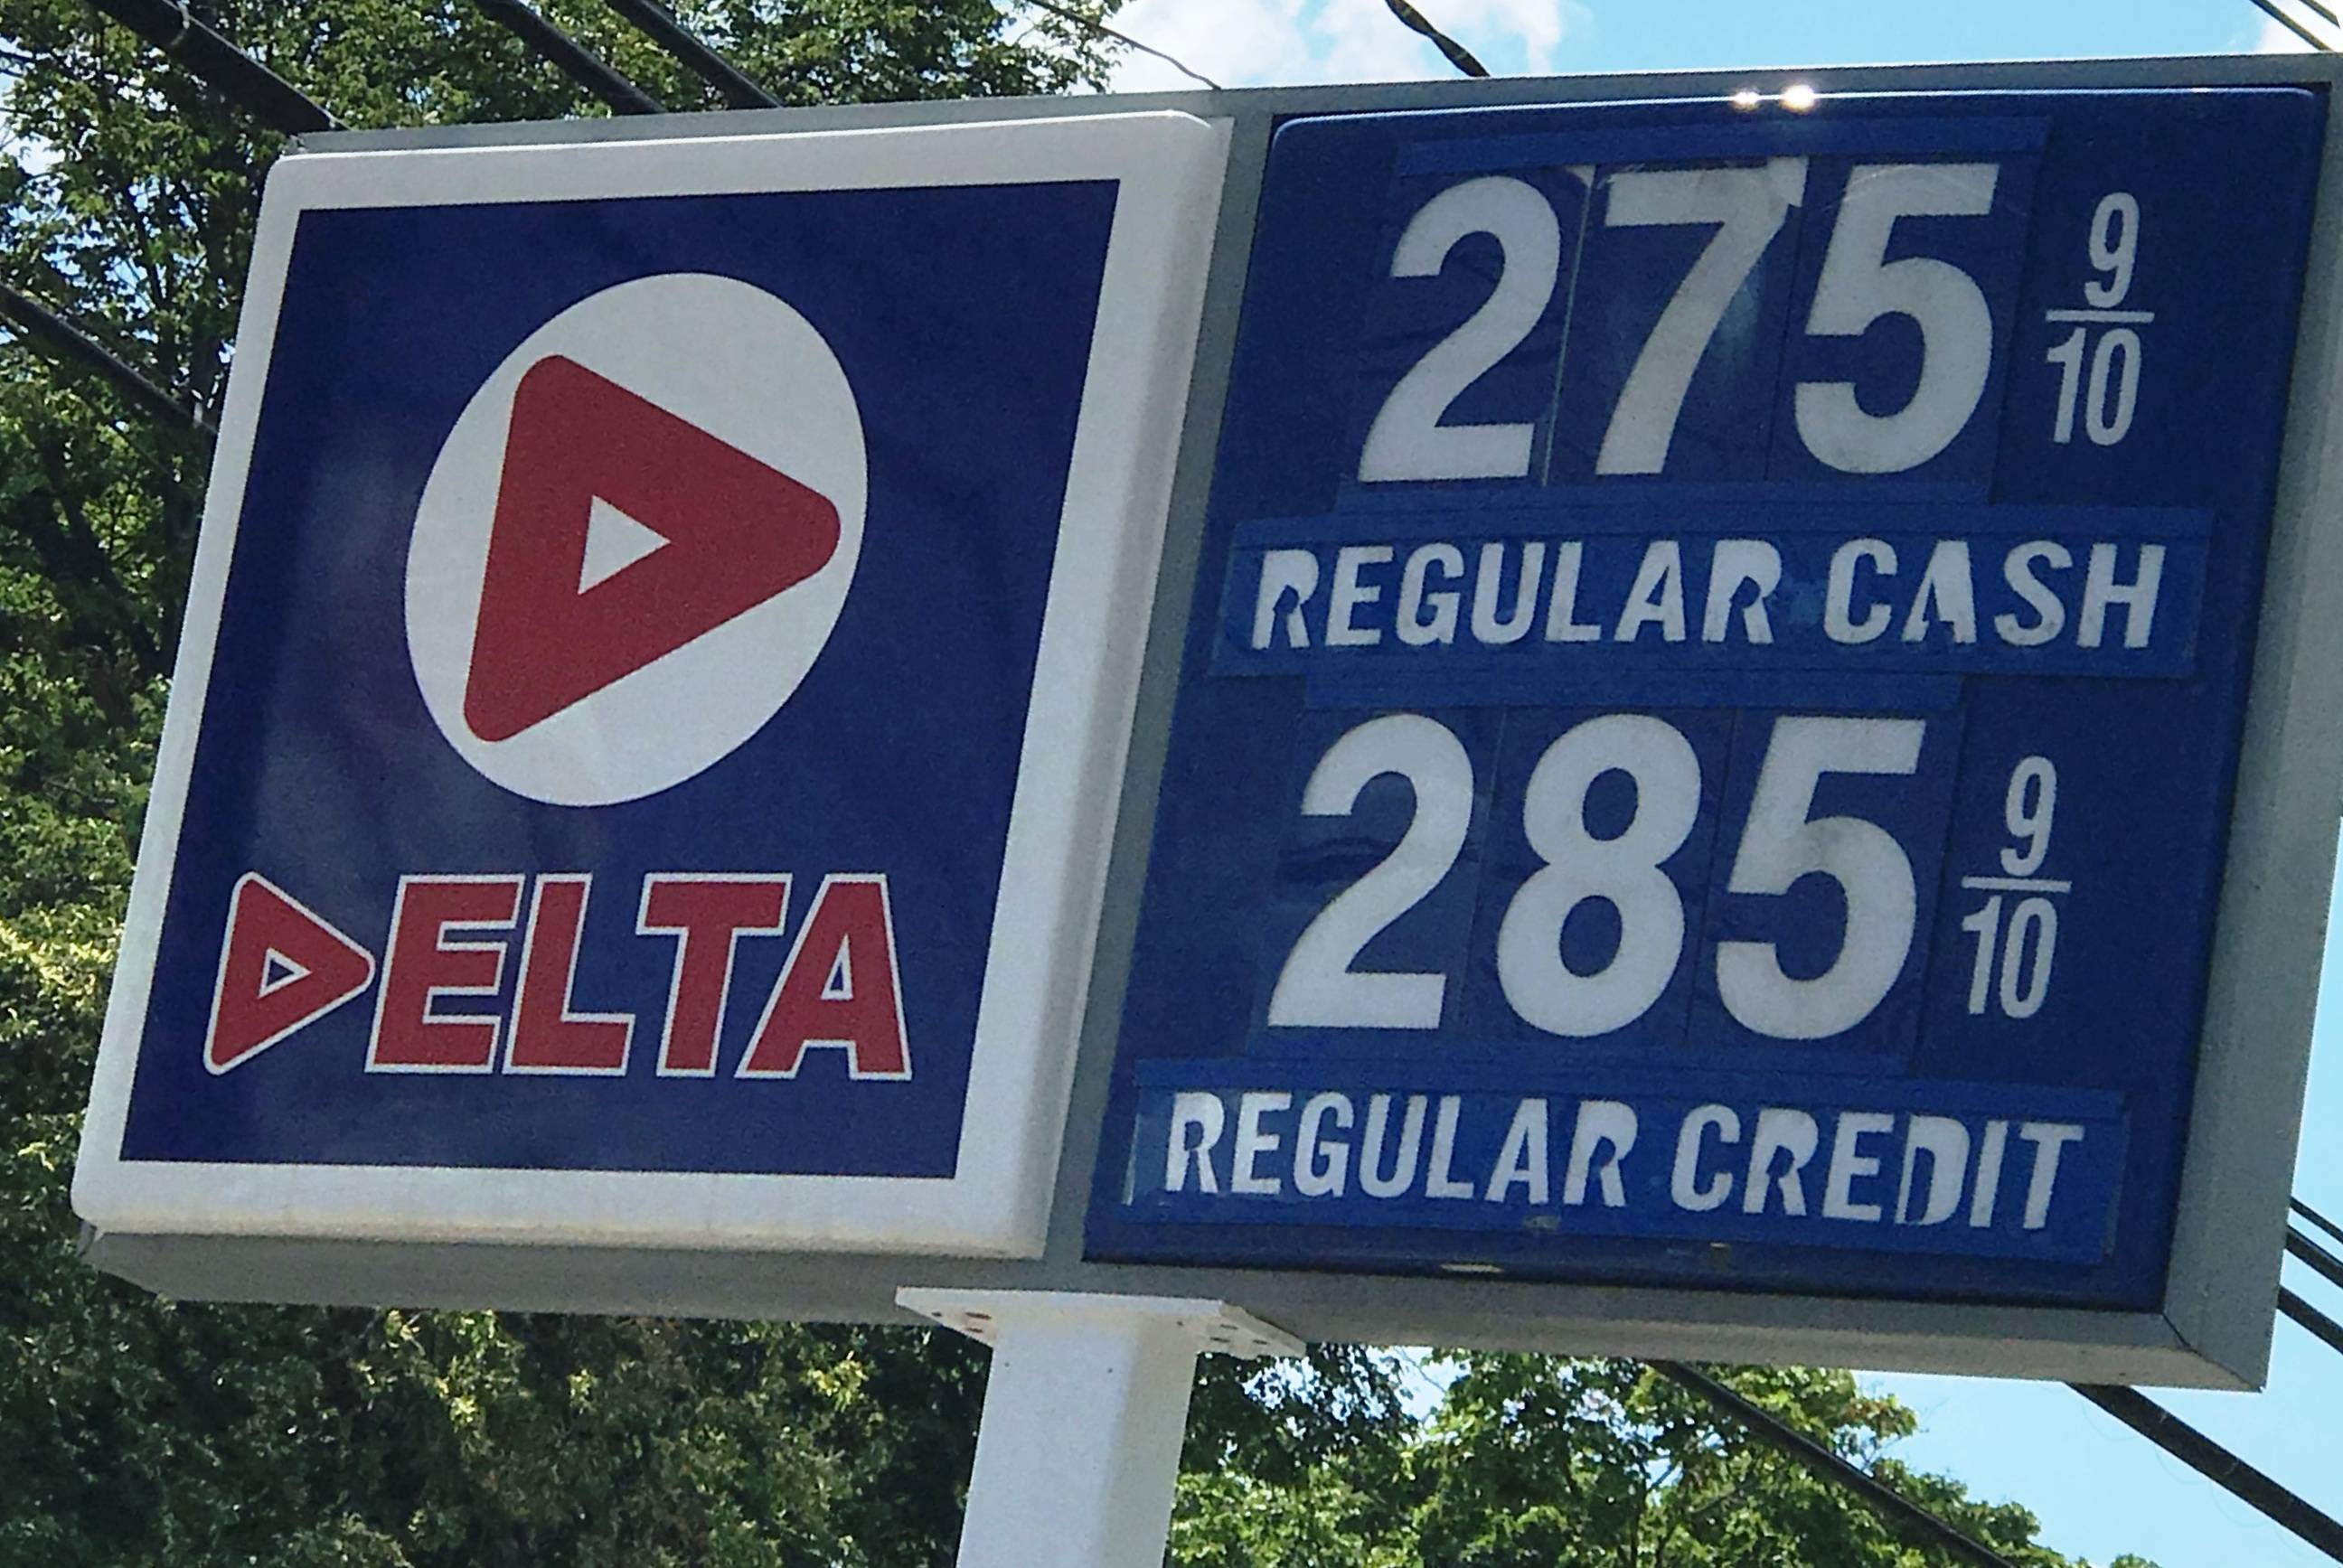 DELTA
275 9/10
REGULAR CASH
285 9/10
REGULAR CREDIT